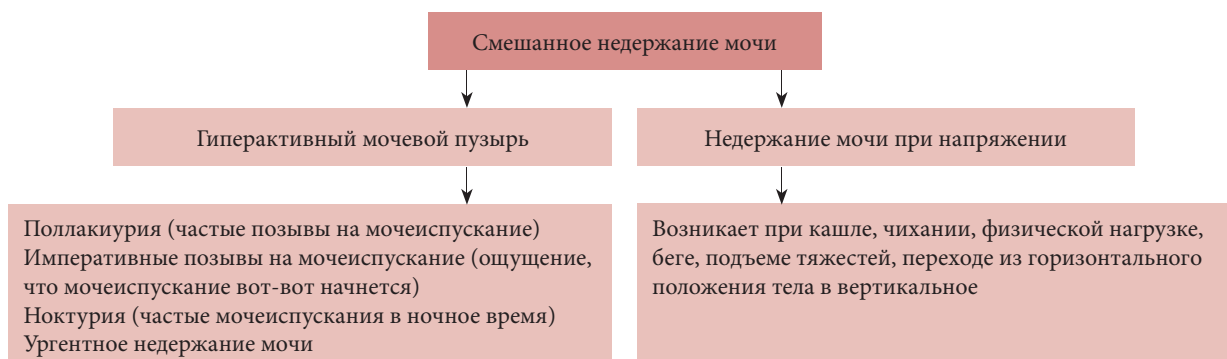 Смешанное недержание мочи
Гиперактивный мочевой пузырь
Недержание мочи при напряжении
Поллакиурия (частые позывы на мочеиспускание)
Императивные позывы на мочеиспускание (ощущение,
что мочеиспускание вот-вот начнется)
Ноктурия (частые мочеиспускания в ночное время)
Ургентное недержание мочи
Возникает при кашле, чихании, физической нагрузке,
беге, подъеме тяжестей, переходе из горизонтального
положения тела в вертикальное